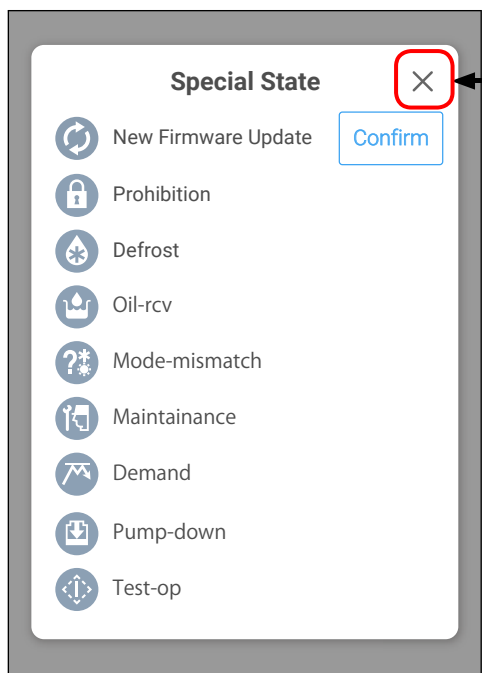 Special State
New Firmware Update Confirm
Prohibition
Defrost
Oil-rcv
Mode-mismatch
Maintainance
Demand
Pump-down
Test-op